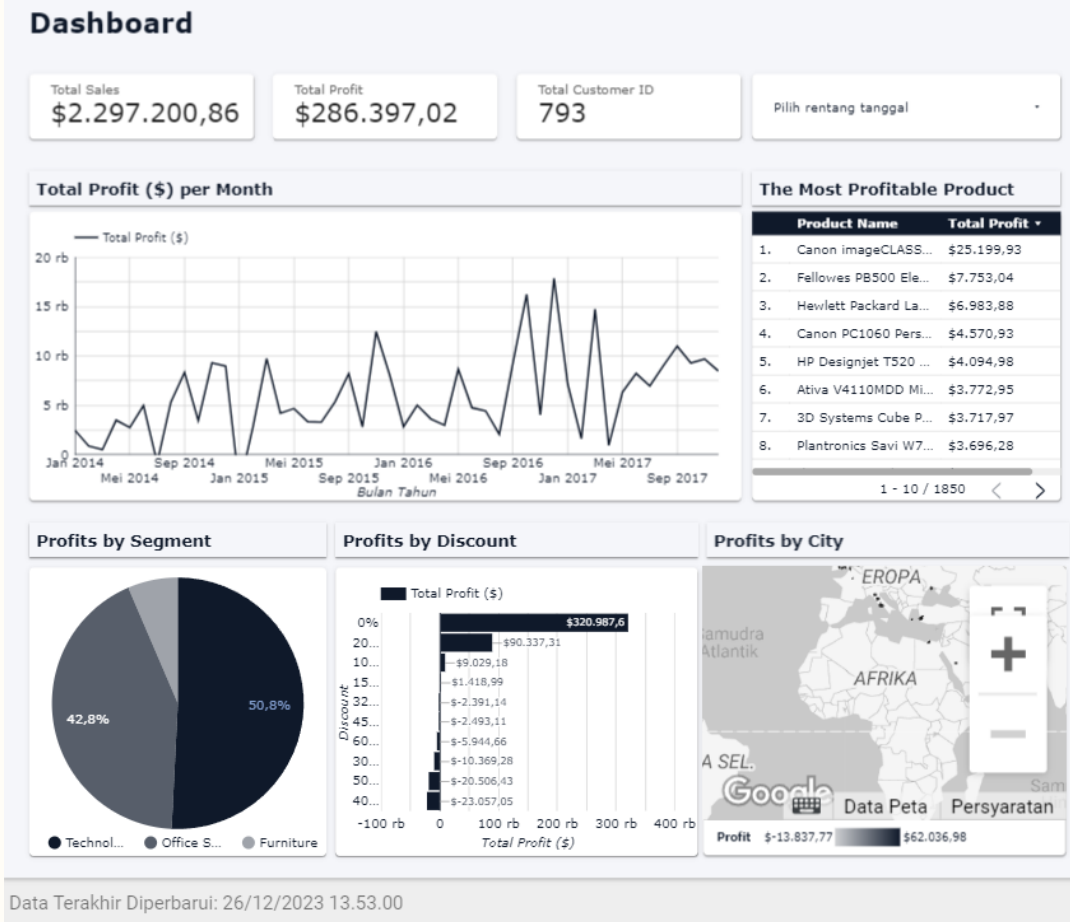 Dashboard
Total Sales
$2.297.200,86
Total Profit
$286.397,02
Total Customer ID
793
Pilih rentang tanggal
Total Profit ($) per Month
Total Profit ($)
20 rb
15 rb
10 rb
5 rb
0
Jan 2014
Sep 2014
Mei 2015
Jan 2016
Sep 2016
Mei 2017
Mei 2014
Jan 2015
Sep 2015
Mei 2016
Jan 2017
Sep 2017
Bulan Tahun
The Most Profitable Product
Product Name Total Profit
1. Canon imageCLASS... $25.199,93
2. Fellowes PB500 Ele... $7.753,04
3. Hewlett Packard La... $6.983,88
4. Canon PC1060 Pers... $4.570,93
5. HP Designjet T520 ... $4.094,98
6. Ativa V4110MDD Mi... $3.772,95
7. 3D Systems Cube P... $3.717,97
8. Plantronics Savi W7... $3.696,28
1 - 10 / 1850
Profits by Segment
50,8%
42,8%
Technol...
Office S...
Furniture
Profits by Discount
Total Profit ($)
Discount
0% $320.987,6
20... $90.337,31
10... $9.029,18
15... $1.418,99
32... $-2.391,14
45... $-2.493,11
60... $-5.944,66
30... $-10.369,28
50... $-20.506,43
40... $-23.057,05
-100 rb 0 100 rb 200 rb 300 rb 400 rb
Total Profit ($)
Profits by City
EROPA
Samudra
Atlantik
AFRIKA
A SEL.
Sam
Google
Data Peta Persyaratan
Profit $-13.837,77 $62.036,98
Data Terakhir Diperbarui: 26/12/2023 13.53.00